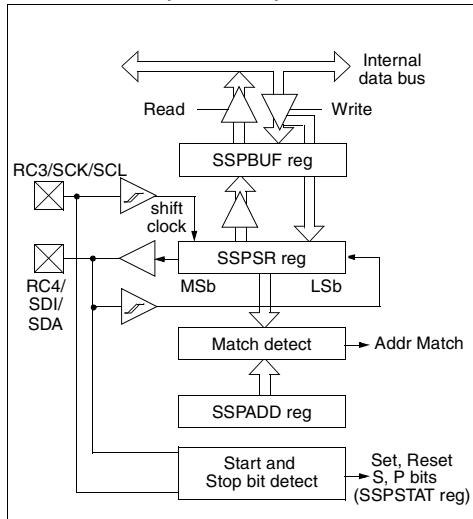 Internal
data bus
Read
Write
SSPBUF reg
RC3/SCK/SCL
shift
clock
SSPSR reg
MSb
LSb
RC4/
SDI/
SDA
Match detect
Addr Match
SSPADD reg
Start and
Stop bit detect
Set, Reset
S, P bits
(SSPSTAT reg)